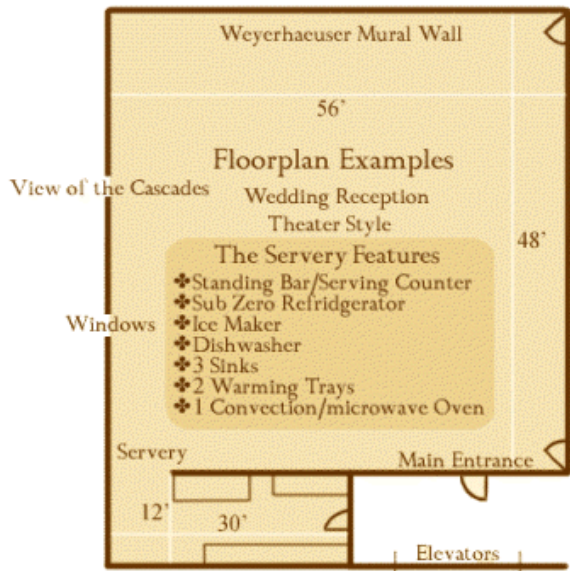 Weyerhaeuser Mural Wall
56'
Floorplan Examples
View of the Cascades
Wedding Reception
Theater Style
48'
The Servery Features
✤Standing Bar/Serving Counter
✤Sub Zero Refridgerator
Windows
✤Ice Maker
✤Dishwasher
✤3 Sinks
✤2 Warming Trays
✤1 Convection/microwave Oven
Servery
Main Entrance
12'
30'
Elevators